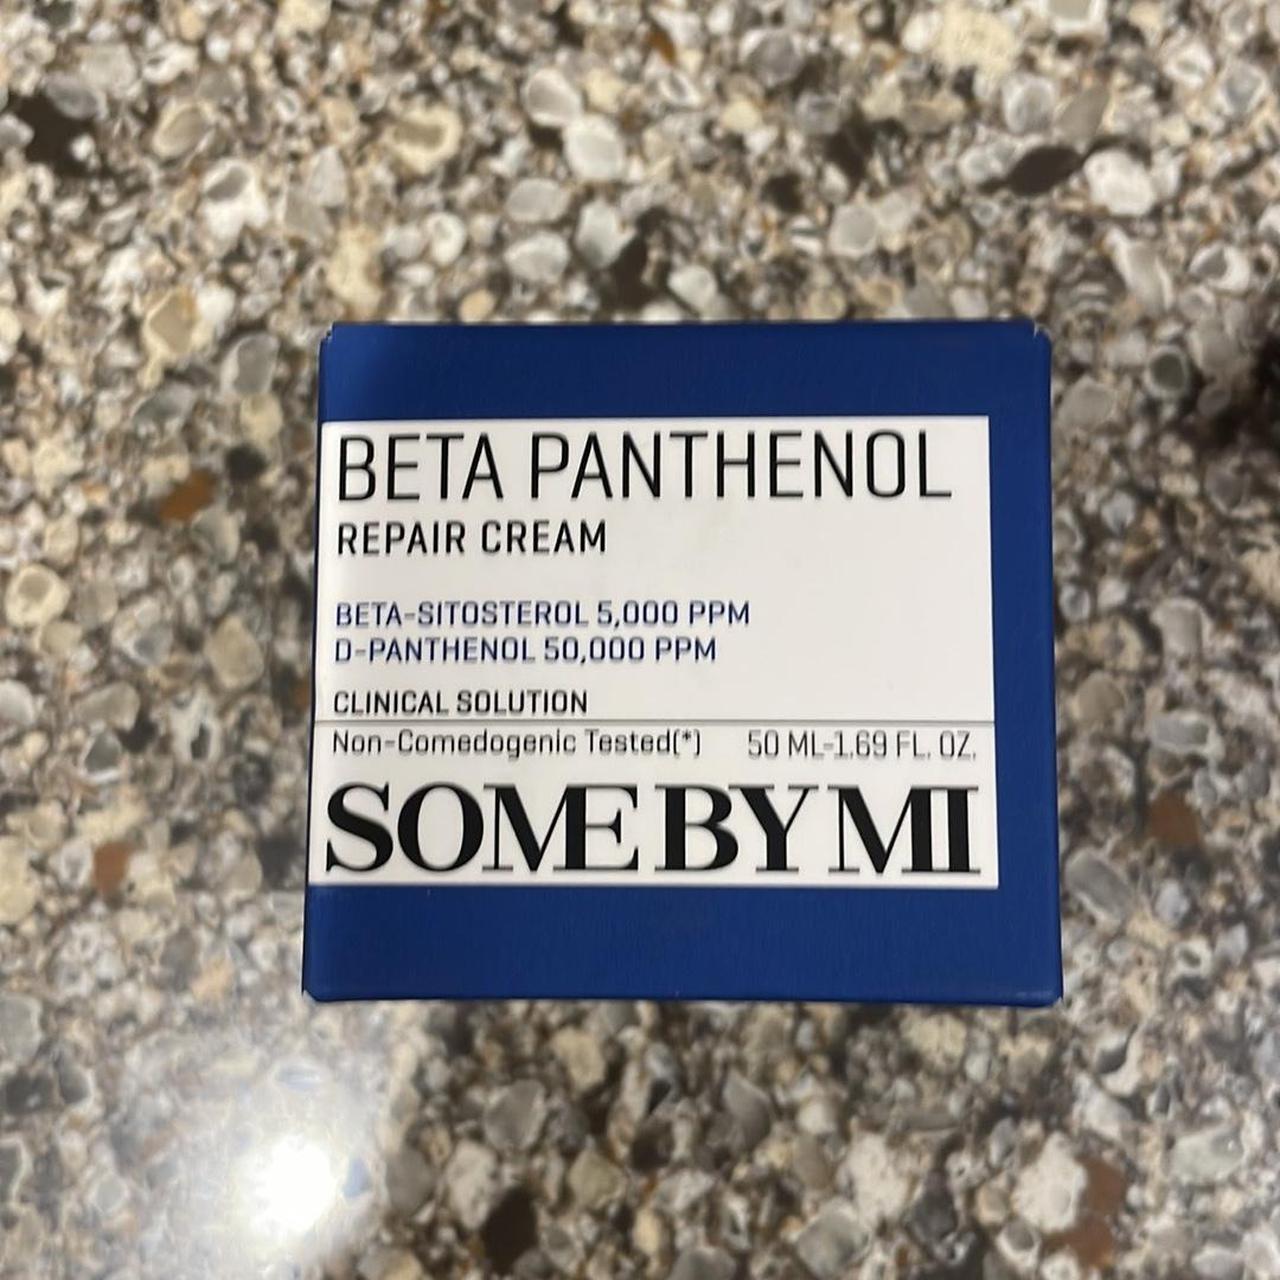 BETA PANTHENOL
REPAIR CREAM
BETA-SITOSTEROL 5,000 PPM
D-PANTHENOL 50,000 PPM
CLINICAL SOLUTION
Non-Comedogenic Tested(*) 50 ML-1.69 FL. OZ.
SOME BY MI